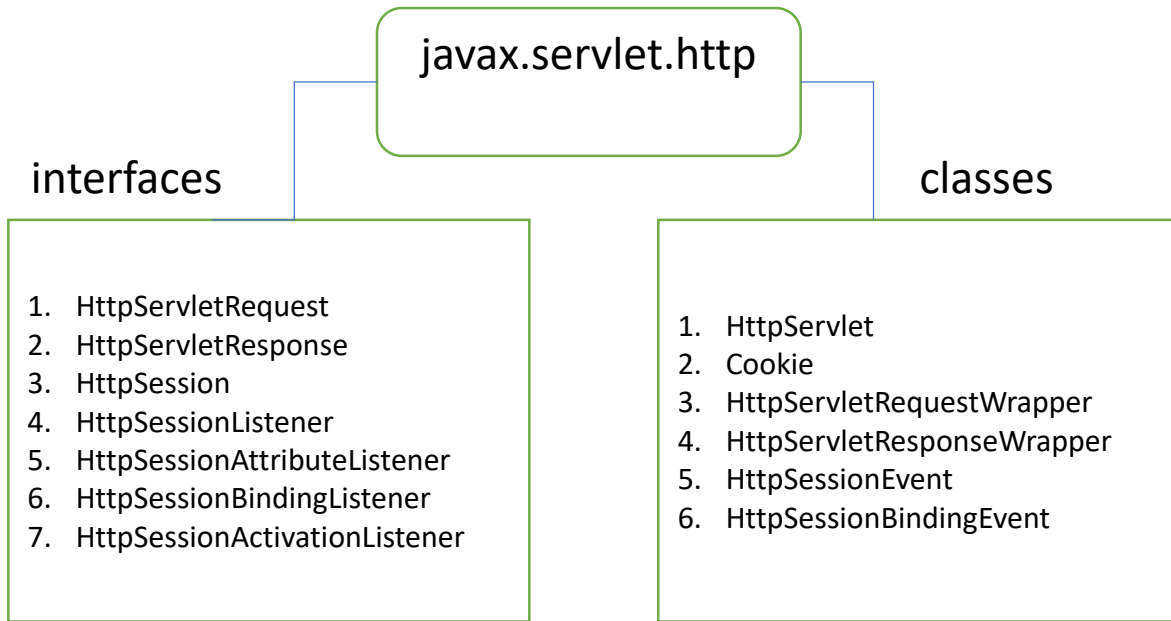 javax.servlet.http
interfaces
classes
1. HttpServletRequest
2. HttpServletResponse
3. HttpSession
4. HttpSessionListener
5. HttpSessionAttributeListener
6. HttpSessionBindingListener
7. HttpSessionActivationListener
1. HttpServlet
2. Cookie
3. HttpServletRequestWrapper
4. HttpServletResponseWrapper
5. HttpSessionEvent
6. HttpSessionBindingEvent